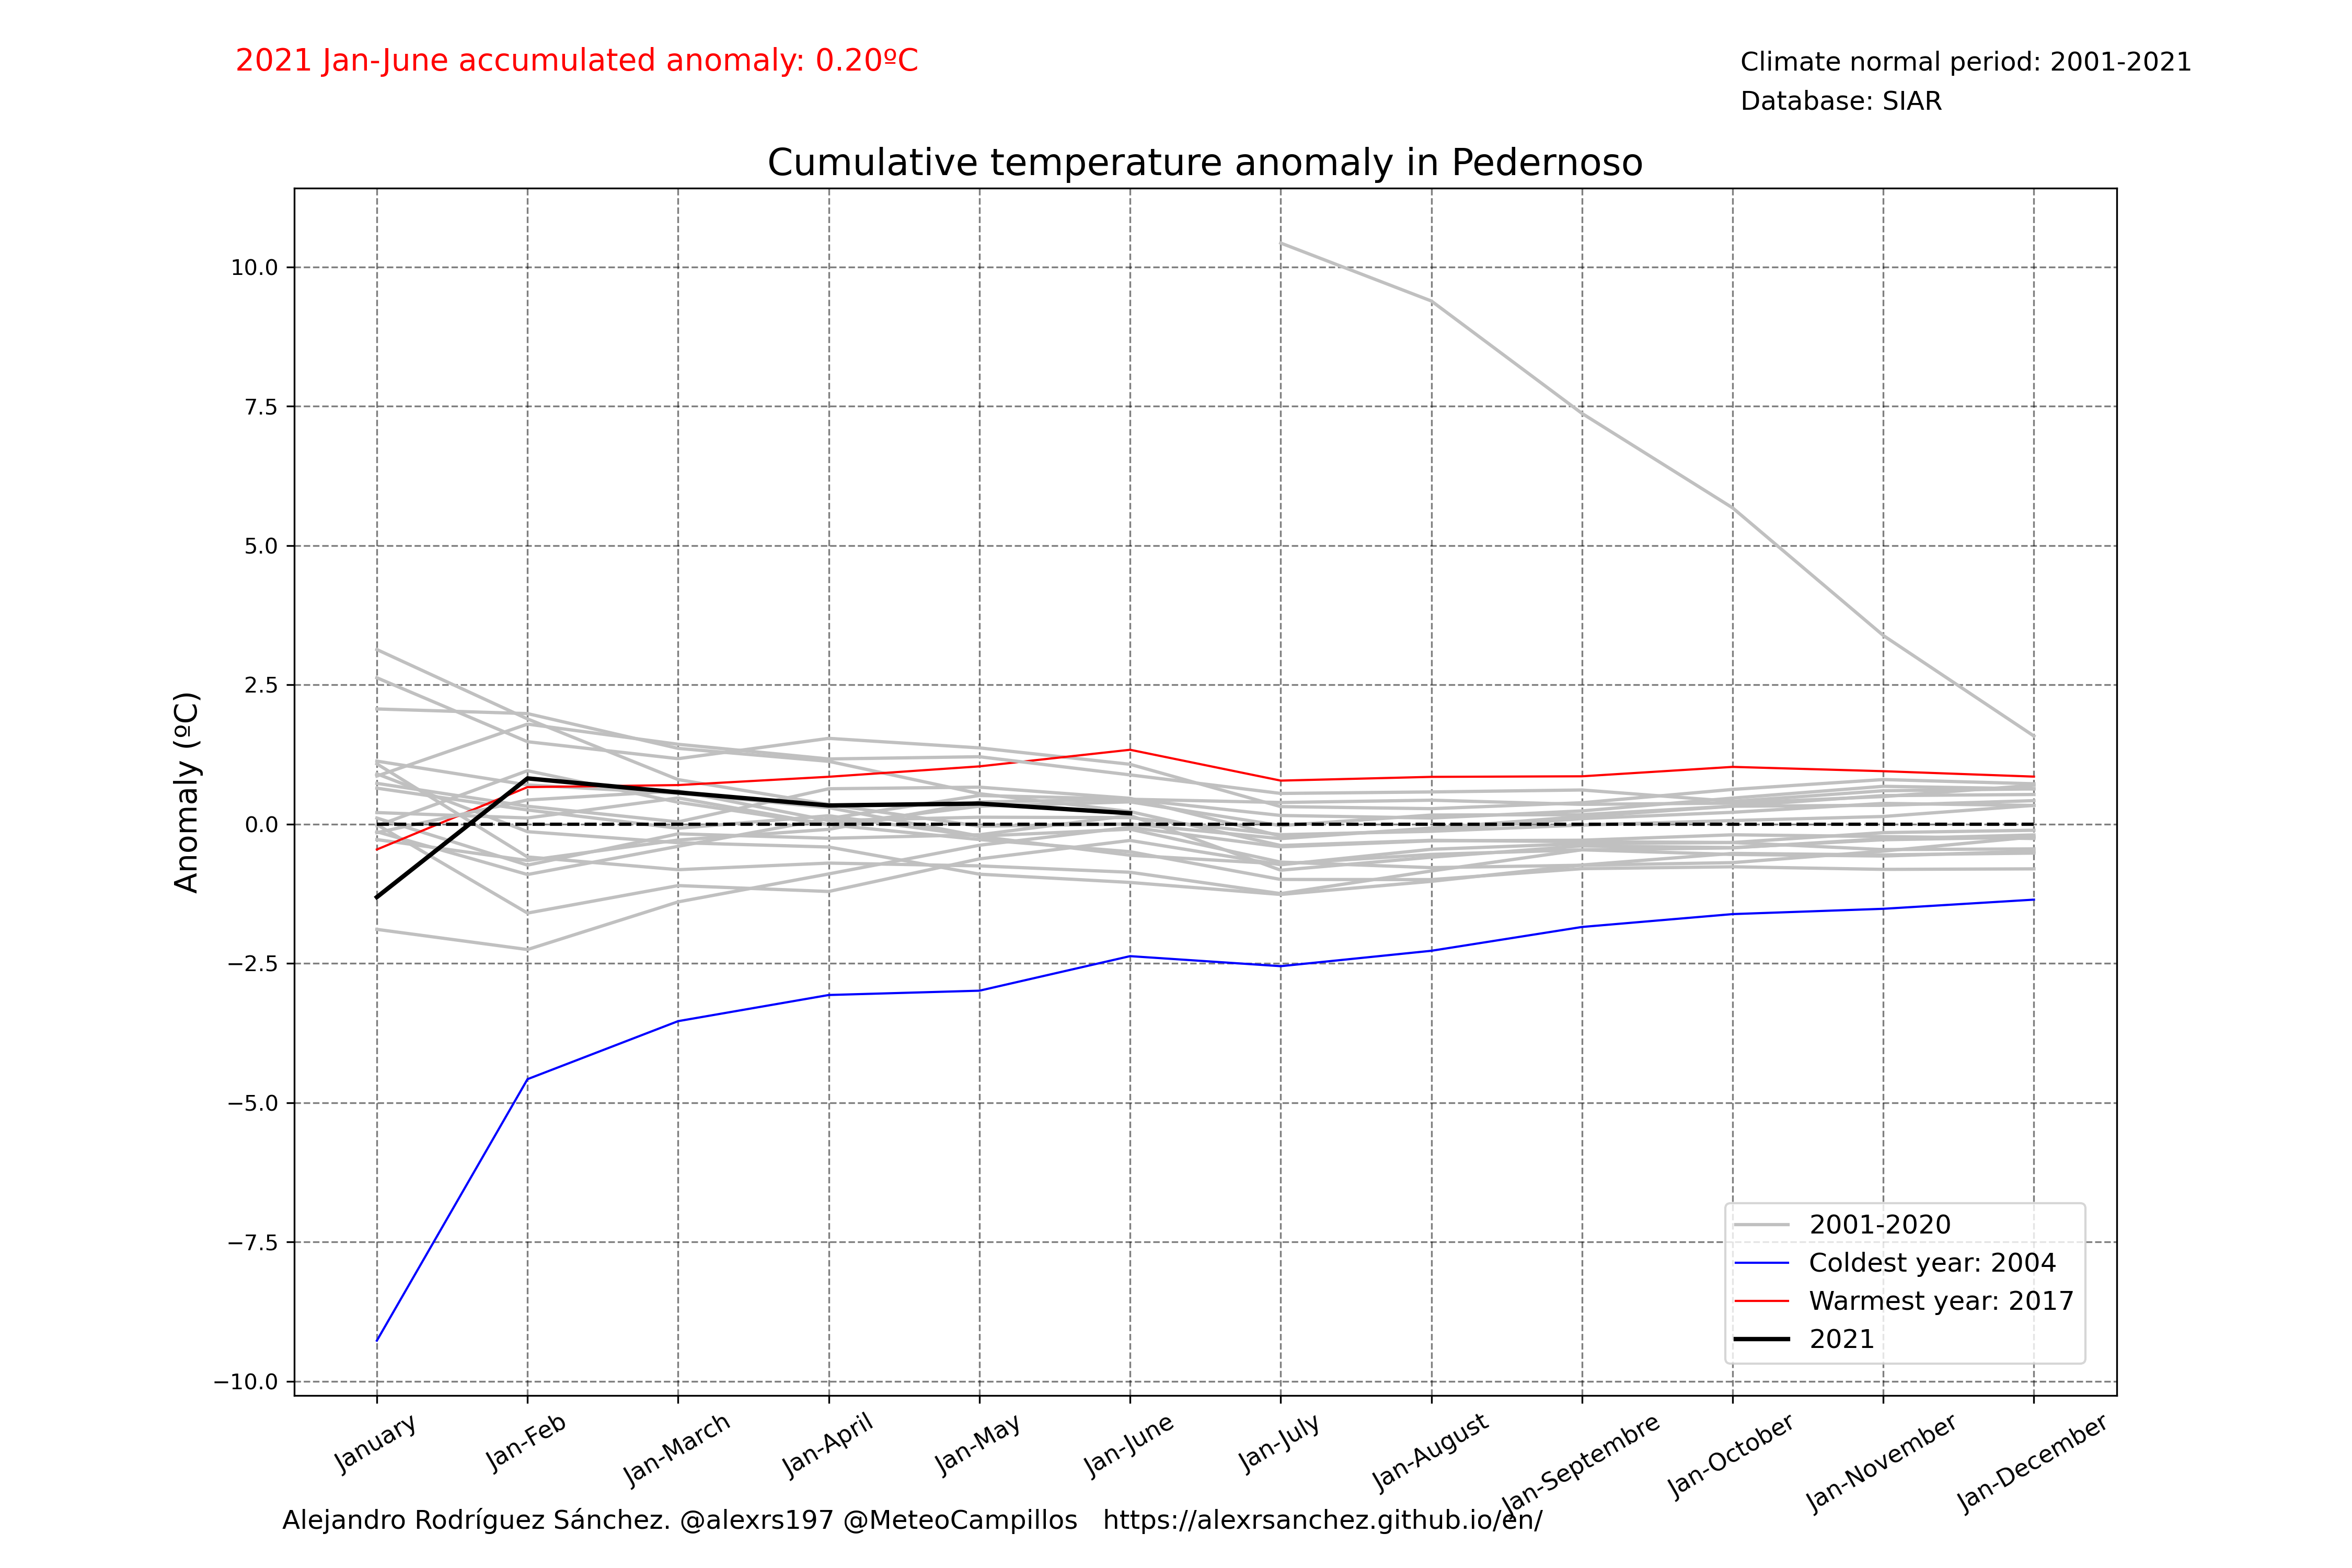 2021 Jan-June accumulated anomaly: 0.20ºC
Climate normal period: 2001-2021
Database: SIAR
Cumulative temperature anomaly in Pedernoso
Anomaly (ºC)
10.0
7.5
5.0
2.5
0.0
−2.5
−5.0
−7.5
−10.0
2001-2020
Coldest year: 2004
Warmest year: 2017
2021
January
Jan-Feb
Jan-March
Jan-April
Jan-May
Jan-June
Jan-July
Jan-August
Jan-Septembre
Jan-October
Jan-November
Jan-December
Alejandro Rodríguez Sánchez. @alexrs197 @MeteoCampillos https://alexrsanchez.github.io/en/